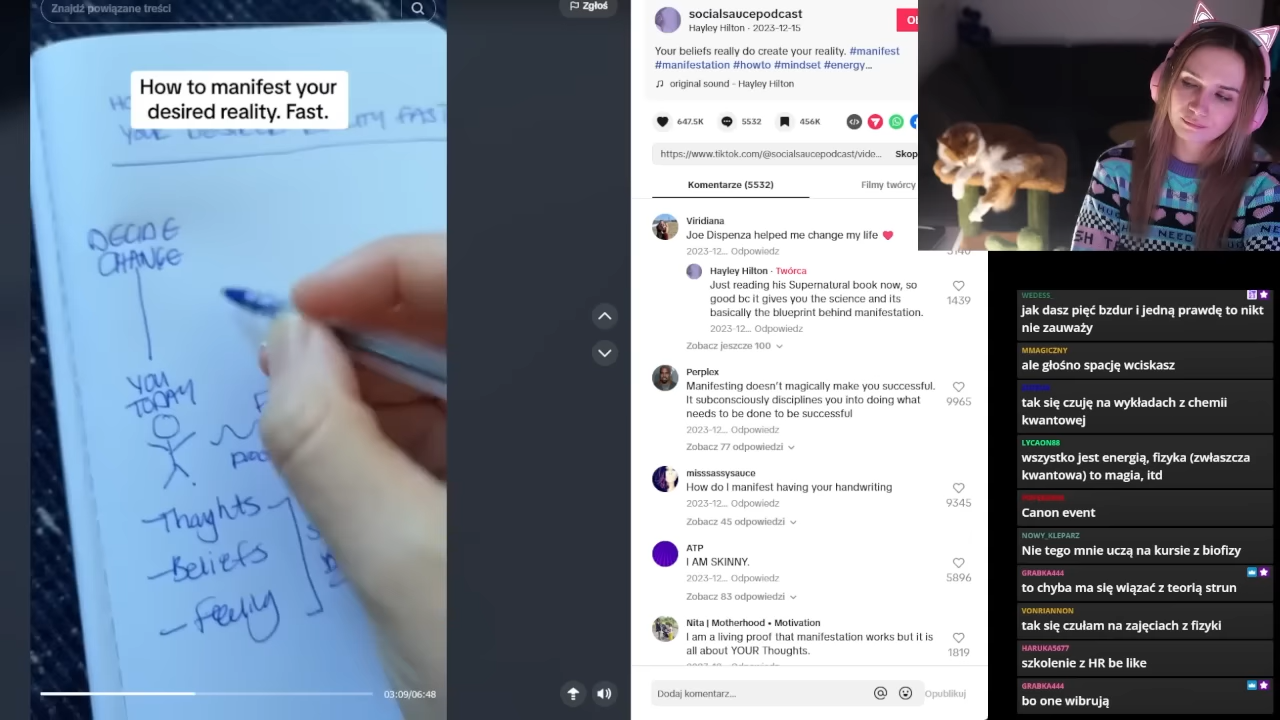 Znajdź powiązane treści
Zgłoś
How to manifest your
desired reality. Fast.
DECIDE
CHANGE
YOU
TODAY
Thoughts
Beliefs
Feeling
03:09/06:48
socialsaucepodcast
Hayley Hilton · 2023-12-15
Your beliefs really do create your reality. #manifest
#manifestation #howto #mindset #energy...
original sound - Hayley Hilton
647.5K
5532
456K
https://www.tiktok.com/@socialsaucepodcast/vide...
Skop
Komentarze (5532)
Filmy twórcy
Viridiana
Joe Dispenza helped me change my life ❤
2023-12... Odpowiedz
Hayley Hilton · Twórca
Just reading his Supernatural book now, so
good bc it gives you the science and its
basically the blueprint behind manifestation.
1439
2023-12... Odpowiedz
Zobacz jeszcze 100
Perplex
Manifesting doesn't magically make you successful.
It subconsciously disciplines you into doing what
needs to be done to be successful
9965
2023-12... Odpowiedz
Zobacz 77 odpowiedzi
misssassysauce
How do I manifest having your handwriting
9345
2023-12... Odpowiedz
Zobacz 45 odpowiedzi
ATP
I AM SKINNY.
5896
2023-12... Odpowiedz
Zobacz 83 odpowiedzi
Nita | Motherhood • Motivation
I am a living proof that manifestation works but it is
all about YOUR Thoughts.
1819
Dodaj komentarz...
Opublikuj
WEDESS_
jak dasz pięć bzdur i jedną prawdę to nikt
nie zauważy
MMAGICZNY
ale głośno spację wciskasz
tak się czuję na wykładach z chemii
kwantowej
LYCAON88
wszystko jest energią, fizyka (zwłaszcza
kwantowa) to magia, itd
Canon event
NOWY_KLEPARZ
Nie tego mnie uczą na kursie z biofizy
GRABKA444
to chyba ma się wiązać z teorią strun
VONRIANNON
tak się czułam na zajęciach z fizyki
HARUKA5677
szkolenie z HR be like
GRABKA444
bo one wibrują